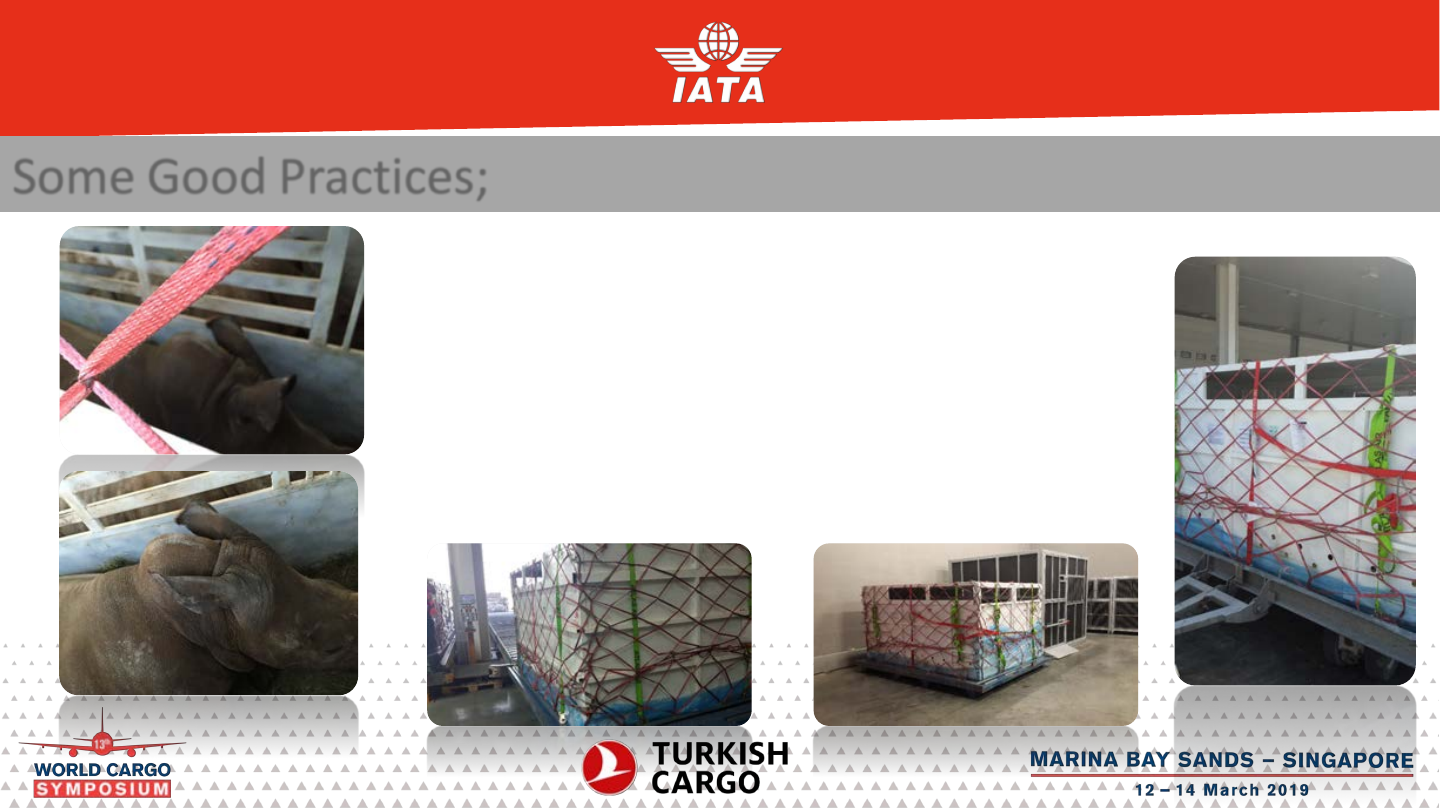 IATA
Some Good Practices;
13th
WORLD CARGO
SYMPOSIUM
TURKISH
CARGO
MARINA BAY SANDS – SINGAPORE
12 – 14 March 2019